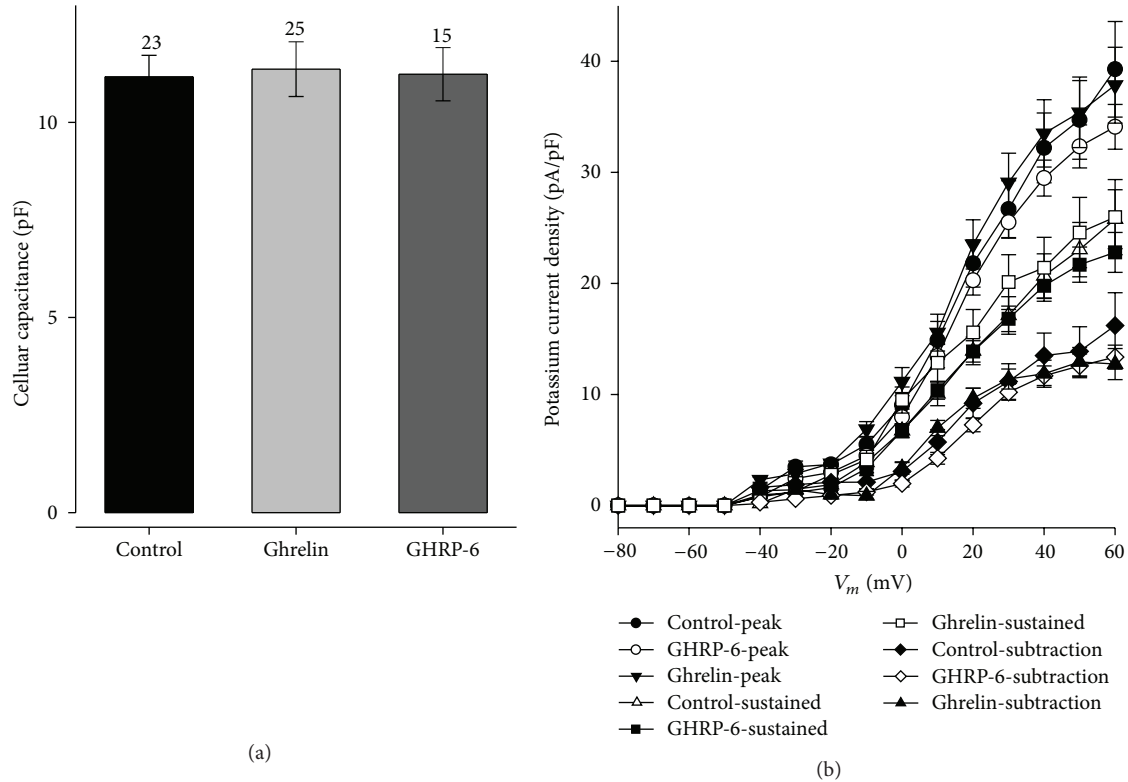 23
25
15
10
5
0
Celluar capacitance (pF)
Control
Ghrelin
GHRP-6
(a)
40
30
20
10
0
Potassium current density (pA/pF)
−80
−60
−40
−20
0
20
40
60
Vm (mV)
Control-peak
GHRP-6-peak
Ghrelin-peak
Control-sustained
GHRP-6-sustained
Ghrelin-sustained
Control-subtraction
GHRP-6-subtraction
Ghrelin-subtraction
(b)